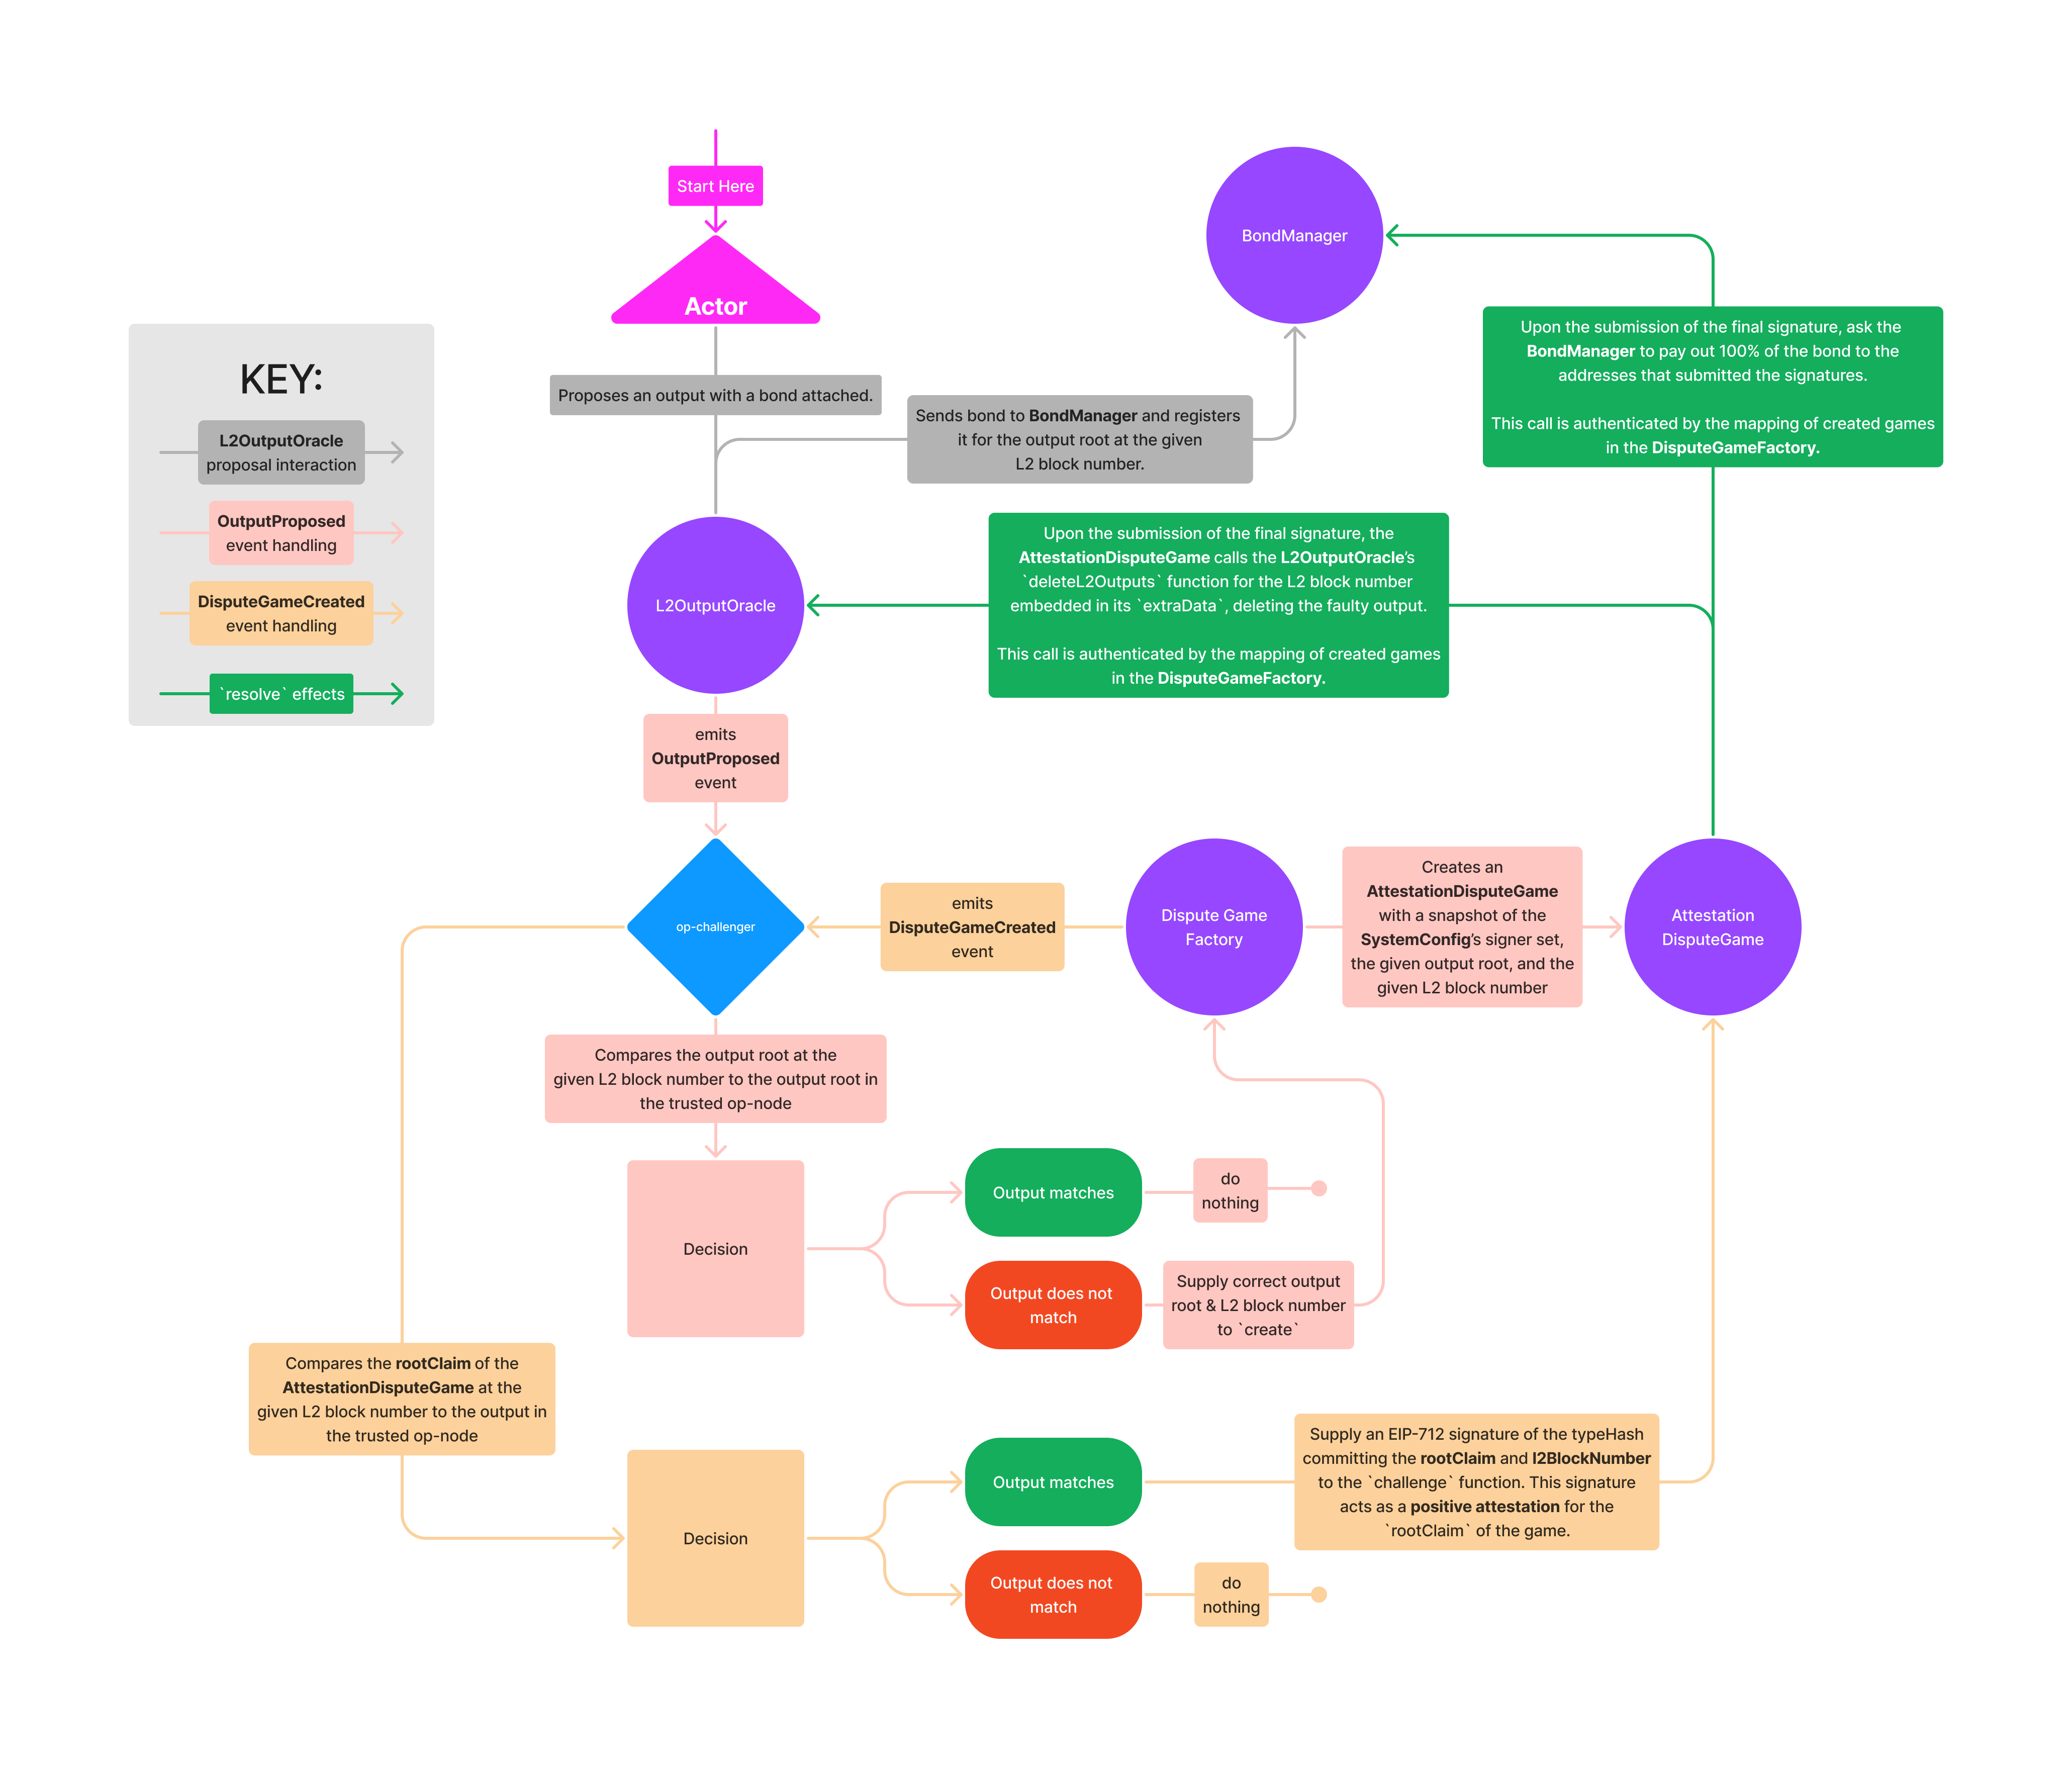 Start Here
Actor
BondManager
KEY:
L2OutputOracle
proposal interaction
OutputProposed
event handling
DisputeGameCreated
event handling
`resolve` effects
Proposes an output with a bond attached.
Sends bond to BondManager and registers
it for the output root at the given
L2 block number.
Upon the submission of the final signature, ask the
BondManager to pay out 100% of the bond to the
addresses that submitted the signatures.
This call is authenticated by the mapping of created games
in the DisputeGameFactory.
L2OutputOracle
Upon the submission of the final signature, the
AttestationDisputeGame calls the L2OutputOracle’s
`deleteL2Outputs` function for the L2 block number
embedded in its `extraData`, deleting the faulty output.
This call is authenticated by the mapping of created games
in the DisputeGameFactory.
emits
OutputProposed
event
op-challenger
emits
DisputeGameCreated
event
Dispute Game
Factory
Creates an
AttestationDisputeGame
with a snapshot of the
SystemConfig’s signer set,
the given output root, and the
given L2 block number
Attestation
DisputeGame
Compares the output root at the
given L2 block number to the output root in
the trusted op-node
Decision
Output matches
do
nothing
Output does not
match
Supply correct output
root & L2 block number
to `create`
Compares the rootClaim of the
AttestationDisputeGame at the
given L2 block number to the output in
the trusted op-node
Decision
Output matches
Supply an EIP-712 signature of the typeHash
committing the rootClaim and l2BlockNumber
to the `challenge` function. This signature
acts as a positive attestation for the
`rootClaim` of the game.
Output does not
match
do
nothing